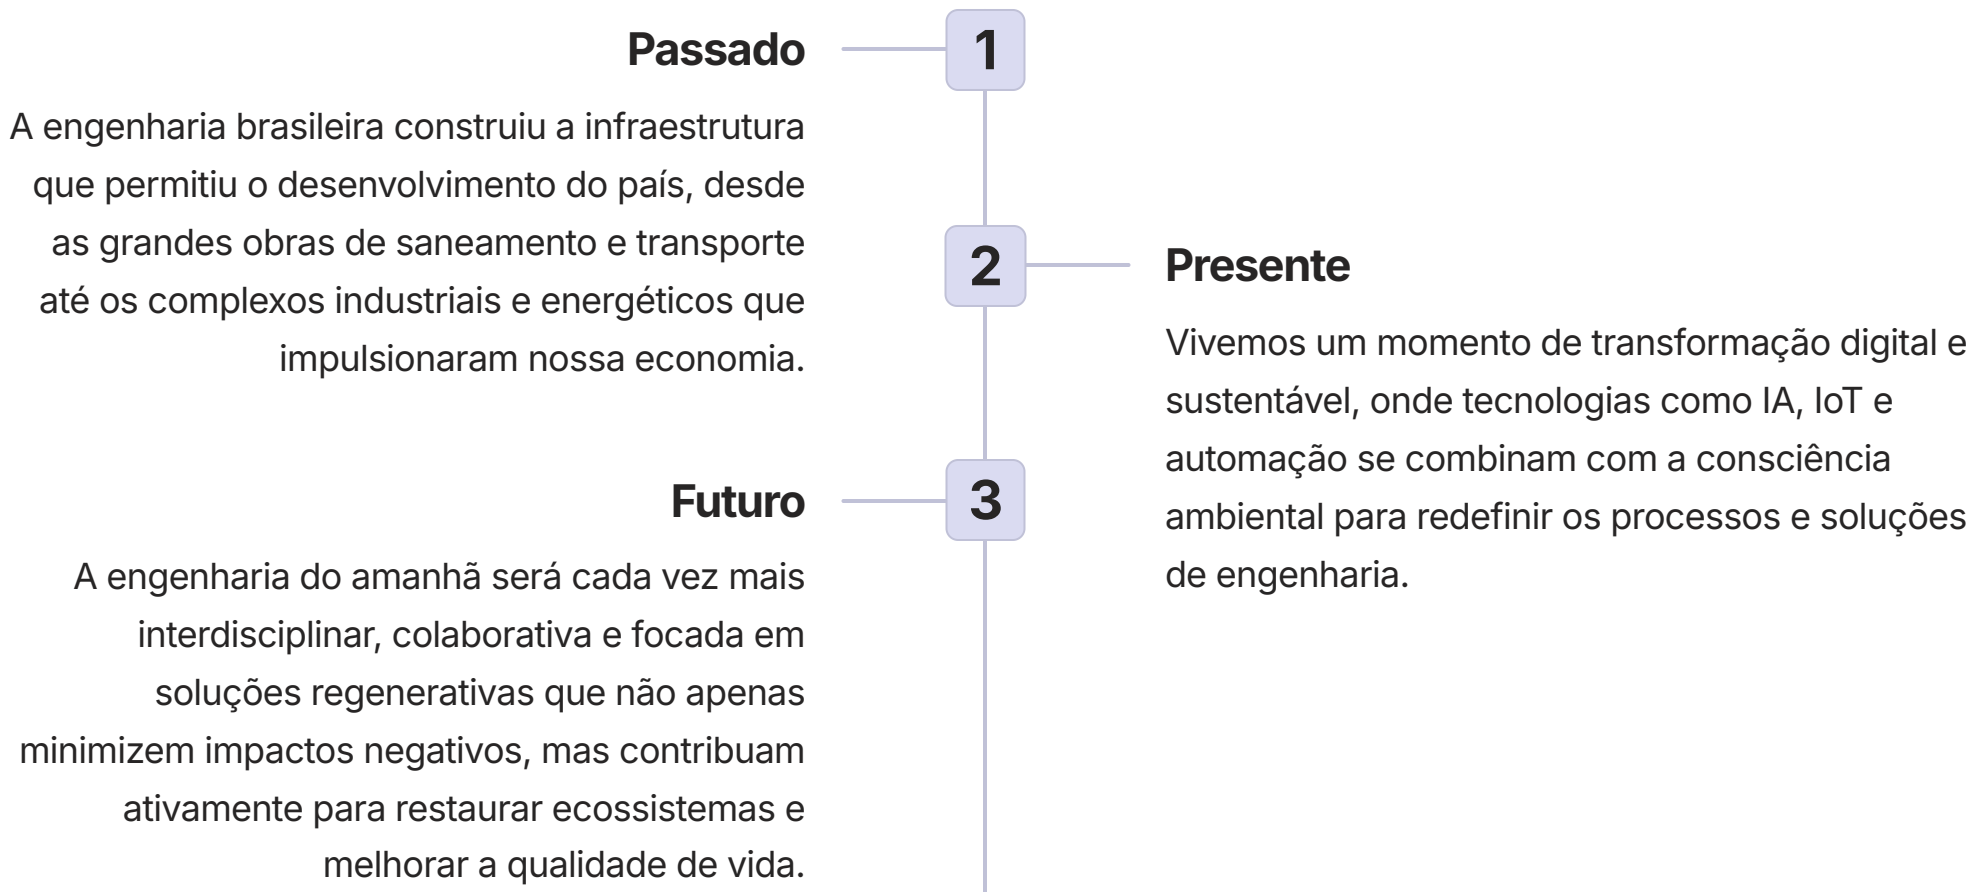 1
Passado
A engenharia brasileira construiu a infraestrutura
que permitiu o desenvolvimento do país, desde
as grandes obras de saneamento e transporte
até os complexos industriais e energéticos que
impulsionaram nossa economia.
2
Presente
Vivemos um momento de transformação digital e
sustentável, onde tecnologias como IA, IoT e
automação se combinam com a consciência
ambiental para redefinir os processos e soluções
de engenharia.
3
Futuro
A engenharia do amanhã será cada vez mais
interdisciplinar, colaborativa e focada em
soluções regenerativas que não apenas
minimizem impactos negativos, mas contribuam
ativamente para restaurar ecossistemas e
melhorar a qualidade de vida.